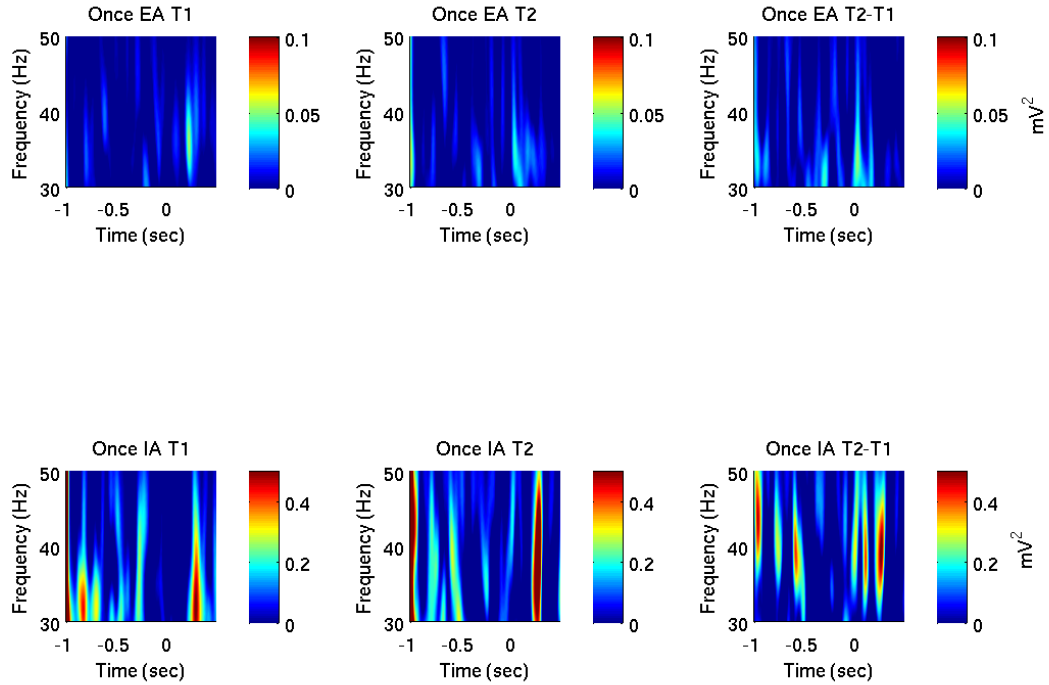 Once EA T1
Once EA T2
Once EA T2-T1
Frequency (Hz)
50
40
30
-1
-0.5
0
Time (sec)
0.1
0.05
0
Frequency (Hz)
50
40
30
-1
-0.5
0
Time (sec)
0.1
0.05
0
Frequency (Hz)
50
40
30
-1
-0.5
0
Time (sec)
0.1
0.05
0
mV²
Once IA T1
Once IA T2
Once IA T2-T1
Frequency (Hz)
50
40
30
-1
-0.5
0
Time (sec)
0.4
0.2
0
Frequency (Hz)
50
40
30
-1
-0.5
0
Time (sec)
0.4
0.2
0
Frequency (Hz)
50
40
30
-1
-0.5
0
Time (sec)
0.4
0.2
0
mV²